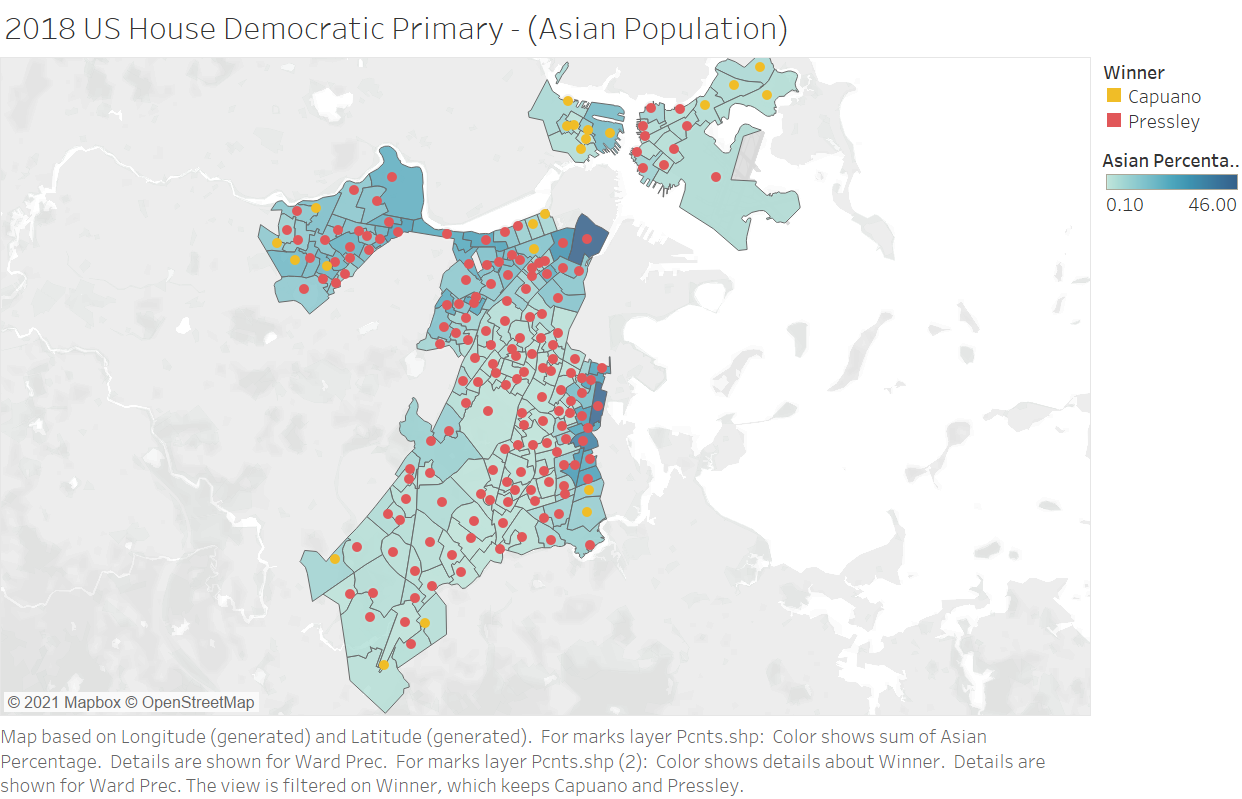 2018 US House Democratic Primary - (Asian Population)
Winner
Capuano
Pressley
Asian Percenta..
0.10 46.00
© 2021 Mapbox © OpenStreetMap
Map based on Longitude (generated) and Latitude (generated). For marks layer Pcnts.shp: Color shows sum of Asian
Percentage. Details are shown for Ward Prec. For marks layer Pcnts.shp (2): Color shows details about Winner. Details are
shown for Ward Prec. The view is filtered on Winner, which keeps Capuano and Pressley.